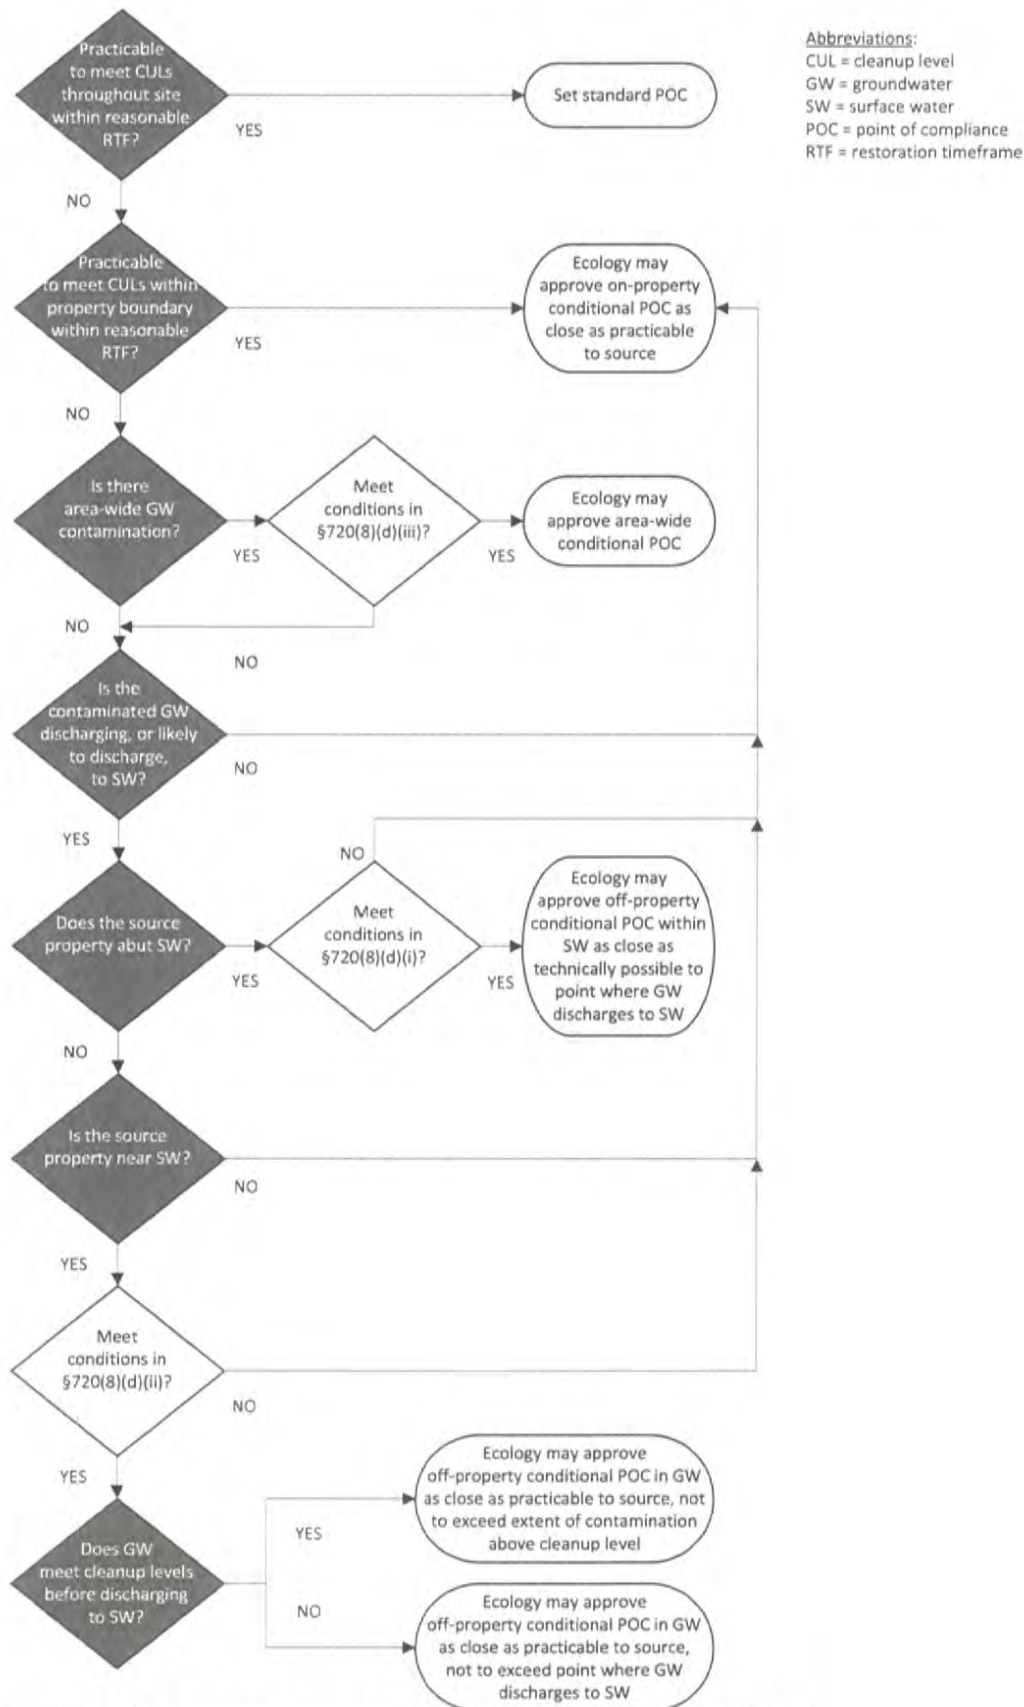 Practicable
to meet CULs
throughout site
within reasonable
RTF?
YES
Set standard POC
Abbreviations:
CUL = cleanup level
GW = groundwater
SW = surface water
POC = point of compliance
RTF = restoration timeframe
NO
Practicable
to meet CULs within
property boundary
within reasonable
RTF?
YES
Ecology may
approve on-property
conditional POC as
close as practicable
to source
NO
Is there
area-wide GW
contamination?
YES
Meet
conditions in
§720(8)(d)(iii)?
YES
Ecology may
approve area-wide
conditional POC
NO
NO
Is the
contaminated GW
discharging, or likely
to discharge,
to SW?
NO
YES
Does the source
property abut SW?
YES
NO
Meet
conditions in
§720(8)(d)(i)?
YES
Ecology may
approve off-property
conditional POC within
SW as close as
technically possible to
point where GW
discharges to SW
NO
Is the source
property near SW?
NO
YES
Meet
conditions in
§720(8)(d)(ii)?
NO
YES
Does GW
meet cleanup levels
before discharging
to SW?
YES
Ecology may approve
off-property conditional POC in GW
as close as practicable to source, not
to exceed extent of contamination
above cleanup level
NO
Ecology may approve
off-property conditional POC in GW
as close as practicable to source,
not to exceed point where GW
discharges to SW